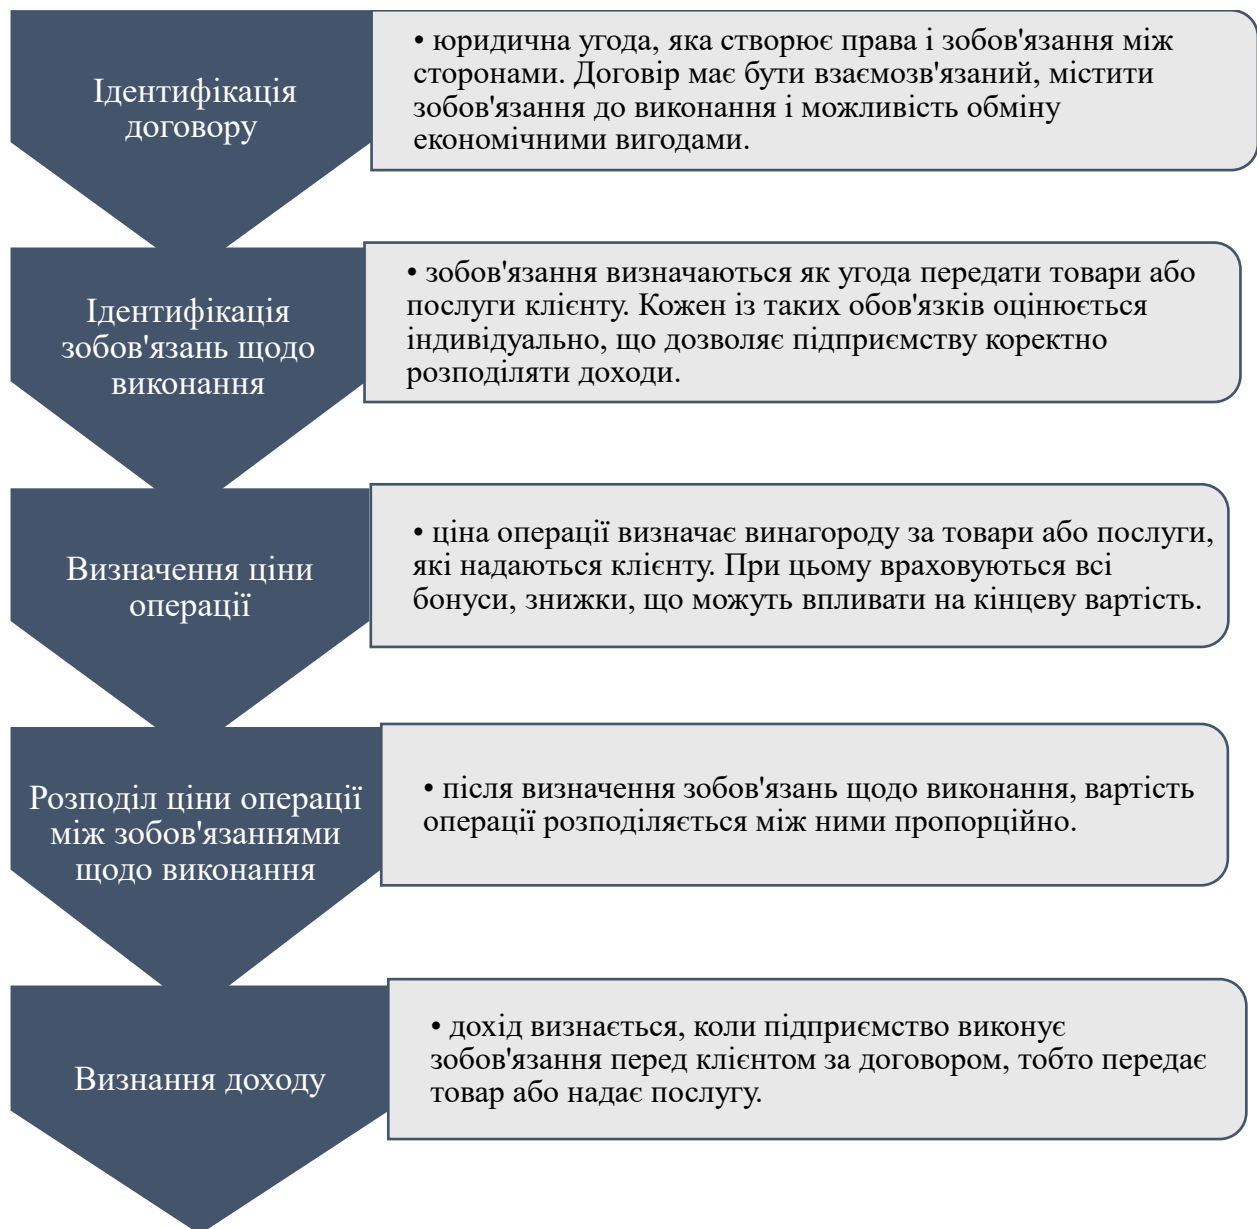 Ідентифікація
договору
• юридична угода, яка створює права і зобов'язання між
сторонами. Договір має бути взаємозв'язаний, містити
зобов'язання до виконання і можливість обміну
економічними вигодами.
Ідентифікація
зобов'язань щодо
виконання
• зобов'язання визначаються як угода передати товари або
послуги клієнту. Кожен із таких обов'язків оцінюється
індивідуально, що дозволяє підприємству коректно
розподіляти доходи.
Визначення ціни
операції
• ціна операції визначає винагороду за товари або послуги,
які надаються клієнту. При цьому враховуються всі
бонуси, знижки, що можуть впливати на кінцеву вартість.
Розподіл ціни операції
між зобов'язаннями
щодо виконання
• після визначення зобов'язань щодо виконання, вартість
операції розподіляється між ними пропорційно.
Визнання доходу
• дохід визнається, коли підприємство виконує
зобов'язання перед клієнтом за договором, тобто передає
товар або надає послугу.